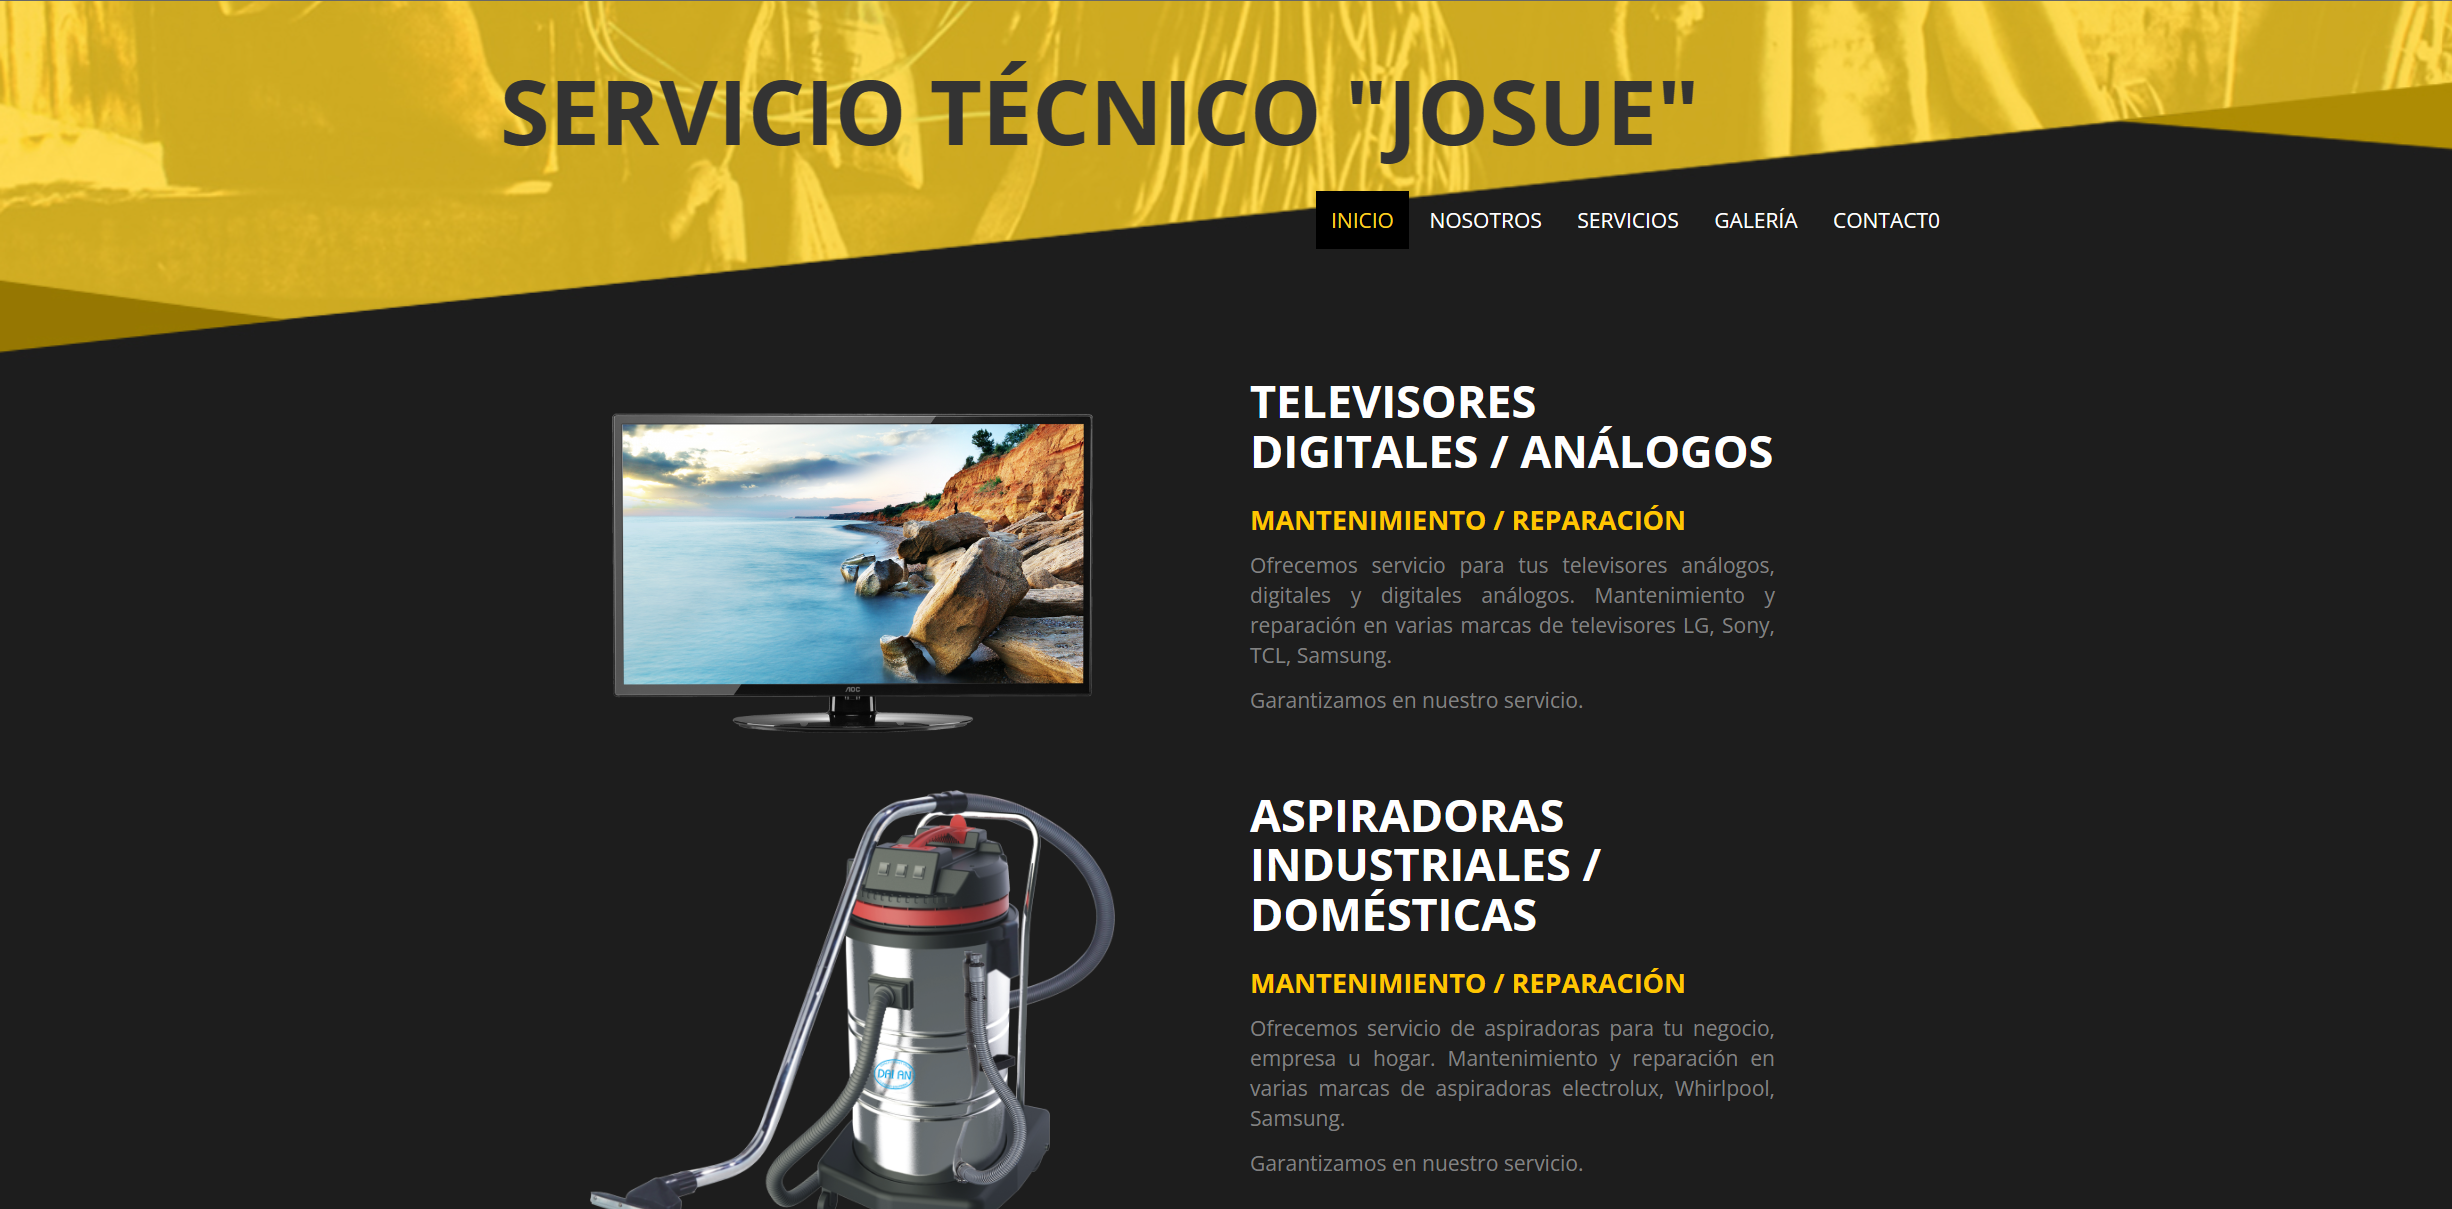 SERVICIO TÉCNICO "JOSUE"
INICIO NOSOTROS SERVICIOS GALERÍA CONTACT0
TELEVISORES
DIGITALES / ANÁLOGOS
MANTENIMIENTO / REPARACIÓN
Ofrecemos servicio para tus televisores análogos,
digitales y digitales análogos. Mantenimiento y
reparación en varias marcas de televisores LG, Sony,
TCL, Samsung.
Garantizamos en nuestro servicio.
AOC
ASPIRADORAS
INDUSTRIALES /
DOMÉSTICAS
MANTENIMIENTO / REPARACIÓN
Ofrecemos servicio de aspiradoras para tu negocio,
empresa u hogar. Mantenimiento y reparación en
varias marcas de aspiradoras electrolux, Whirlpool,
Samsung.
Garantizamos en nuestro servicio.
DAI AN